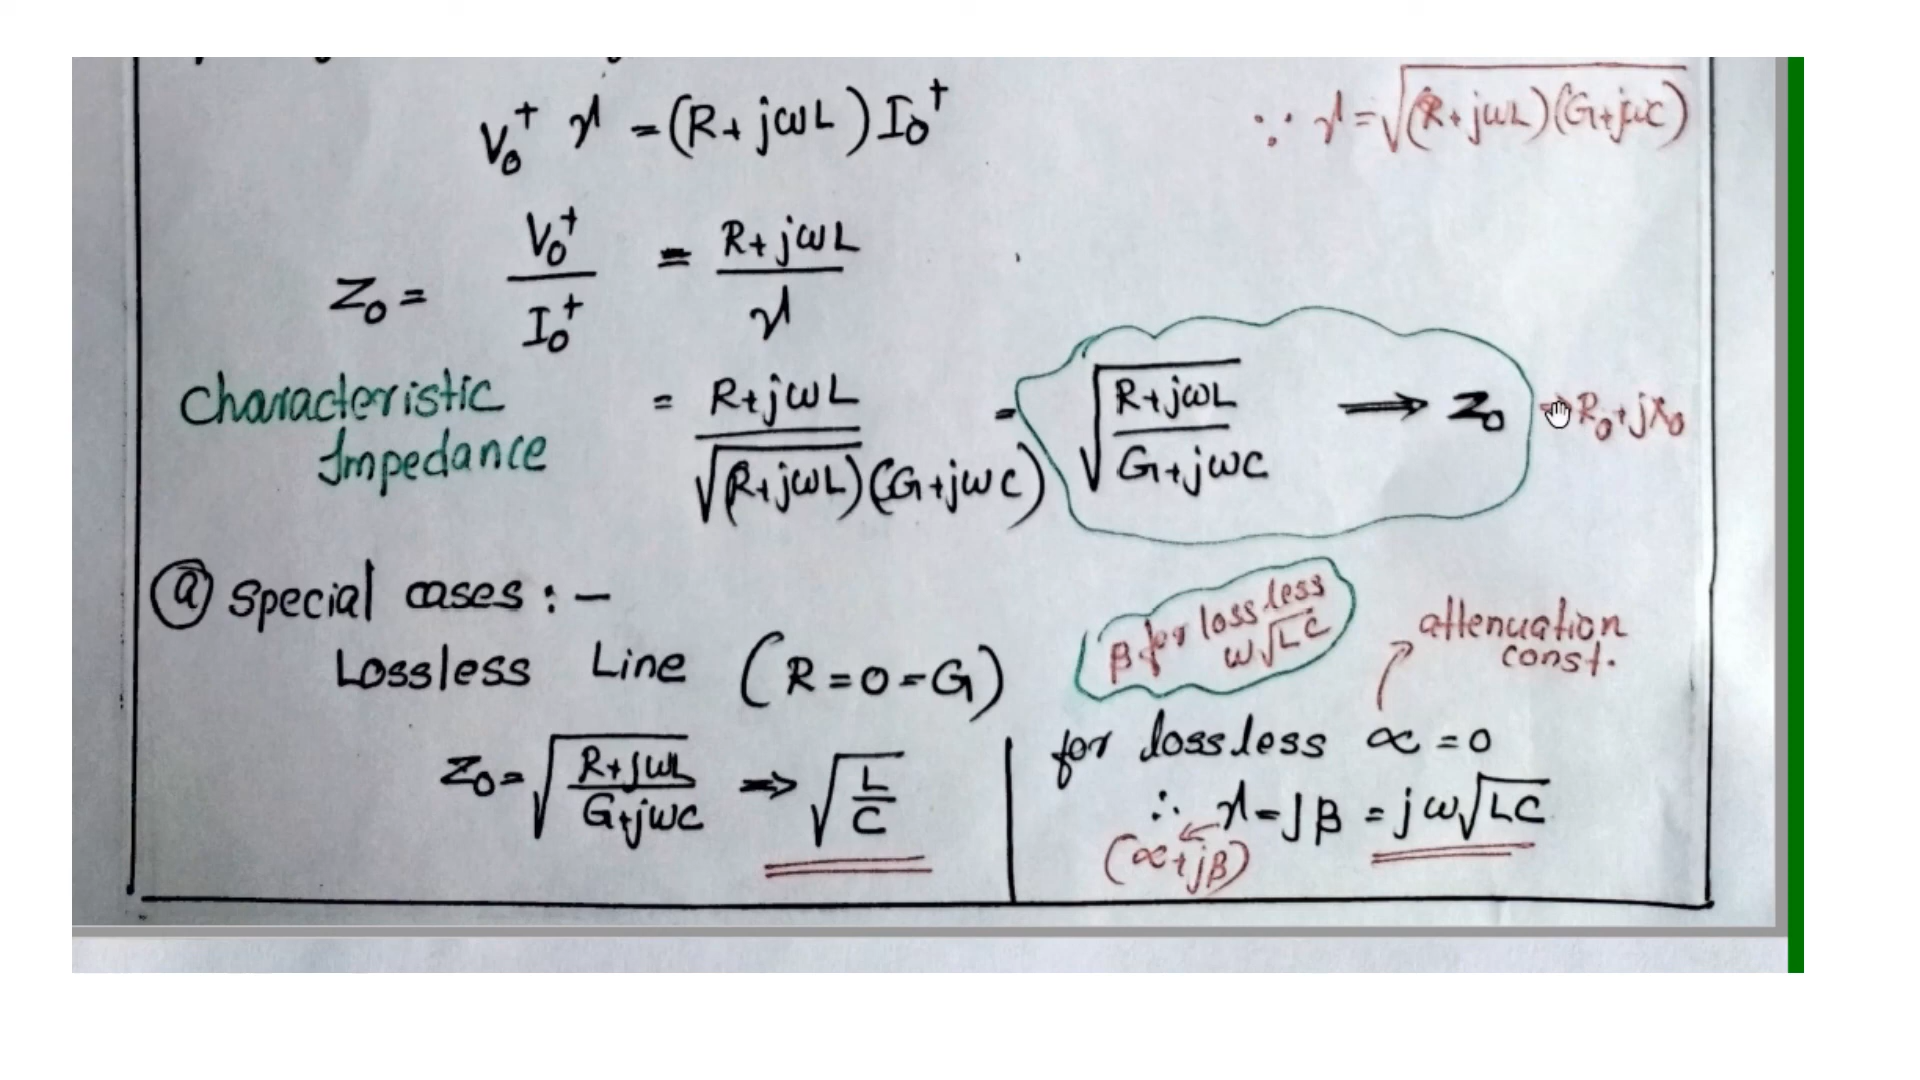 V₀⁺ γ = (R + jωL) I₀⁺
∵ γ = √(R+jωL)(G+jωC)
Z₀ = V₀⁺ / I₀⁺ = R+jωL / γ
Characteristic Impedance
= R+jωL / √(R+jωL)(G+jωC) = √(R+jωL / G+jωC) → Z₀ → R₀+jX₀
(a) Special cases : –
β for lossless
ω√LC
attenuation
const.
Lossless Line (R = 0 = G)
for lossless ∝ = 0
Z₀ = √(R+jωL / G+jωC) ⇒ √(L / C)
∴ γ = jβ = jω√LC
(∝+jβ)